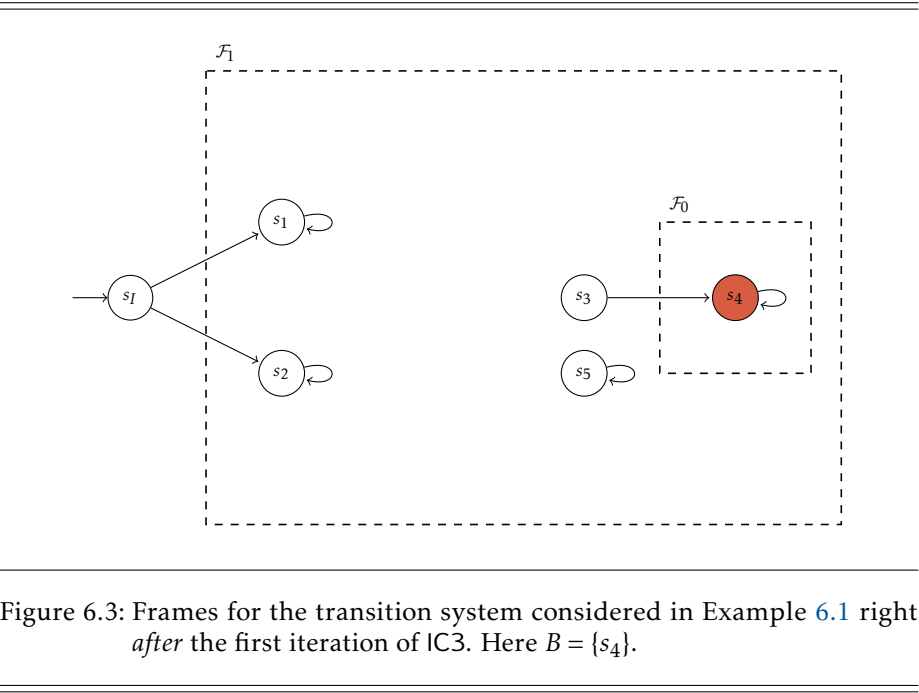 F₁
F₀
s₁
s_I
s₃
s₄
s₂
s₅
Figure 6.3: Frames for the transition system considered in Example 6.1 right
after the first iteration of IC3. Here B = {s₄}.